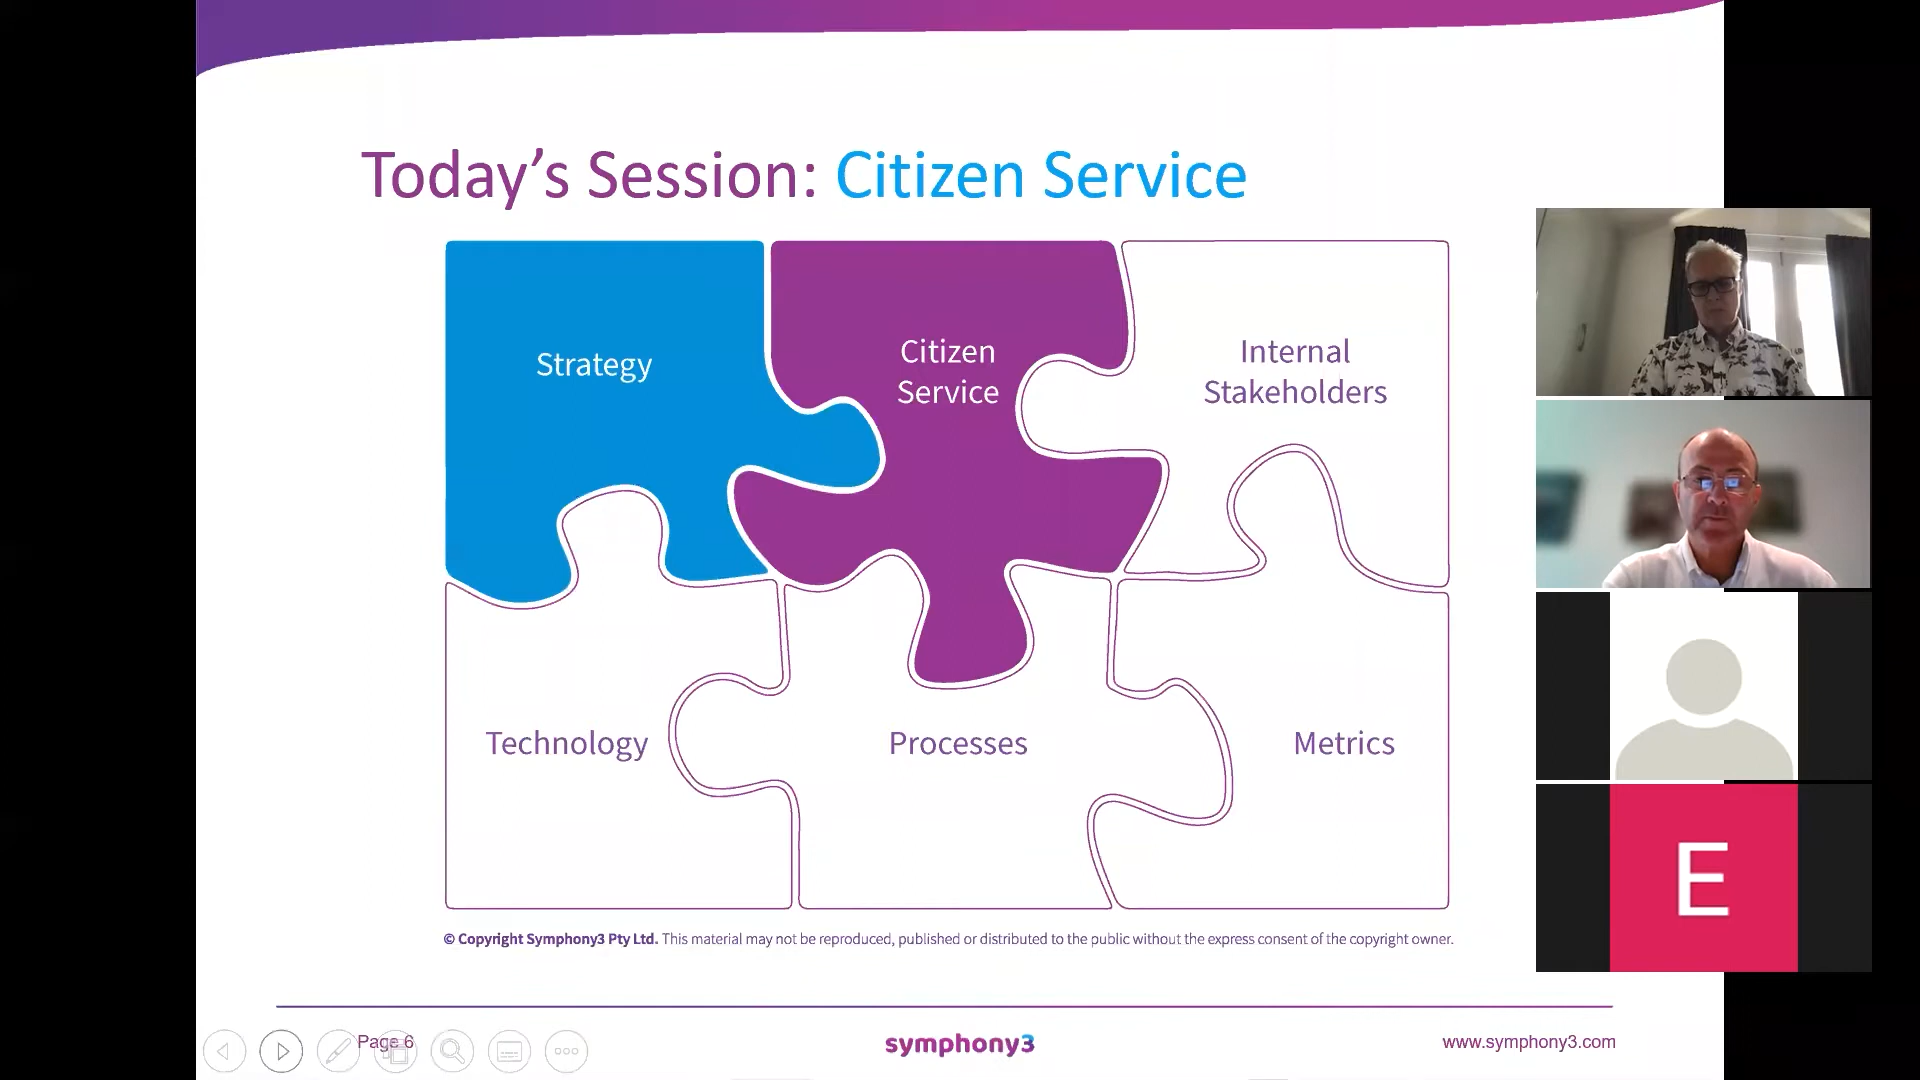 Today’s Session: Citizen Service
Strategy
Citizen
Service
Internal
Stakeholders
Technology
Processes
Metrics
© Copyright Symphony3 Pty Ltd. This material may not be reproduced, published or distributed to the public without the express consent of the copyright owner.
E
Page 6
symphony3
www.symphony3.com